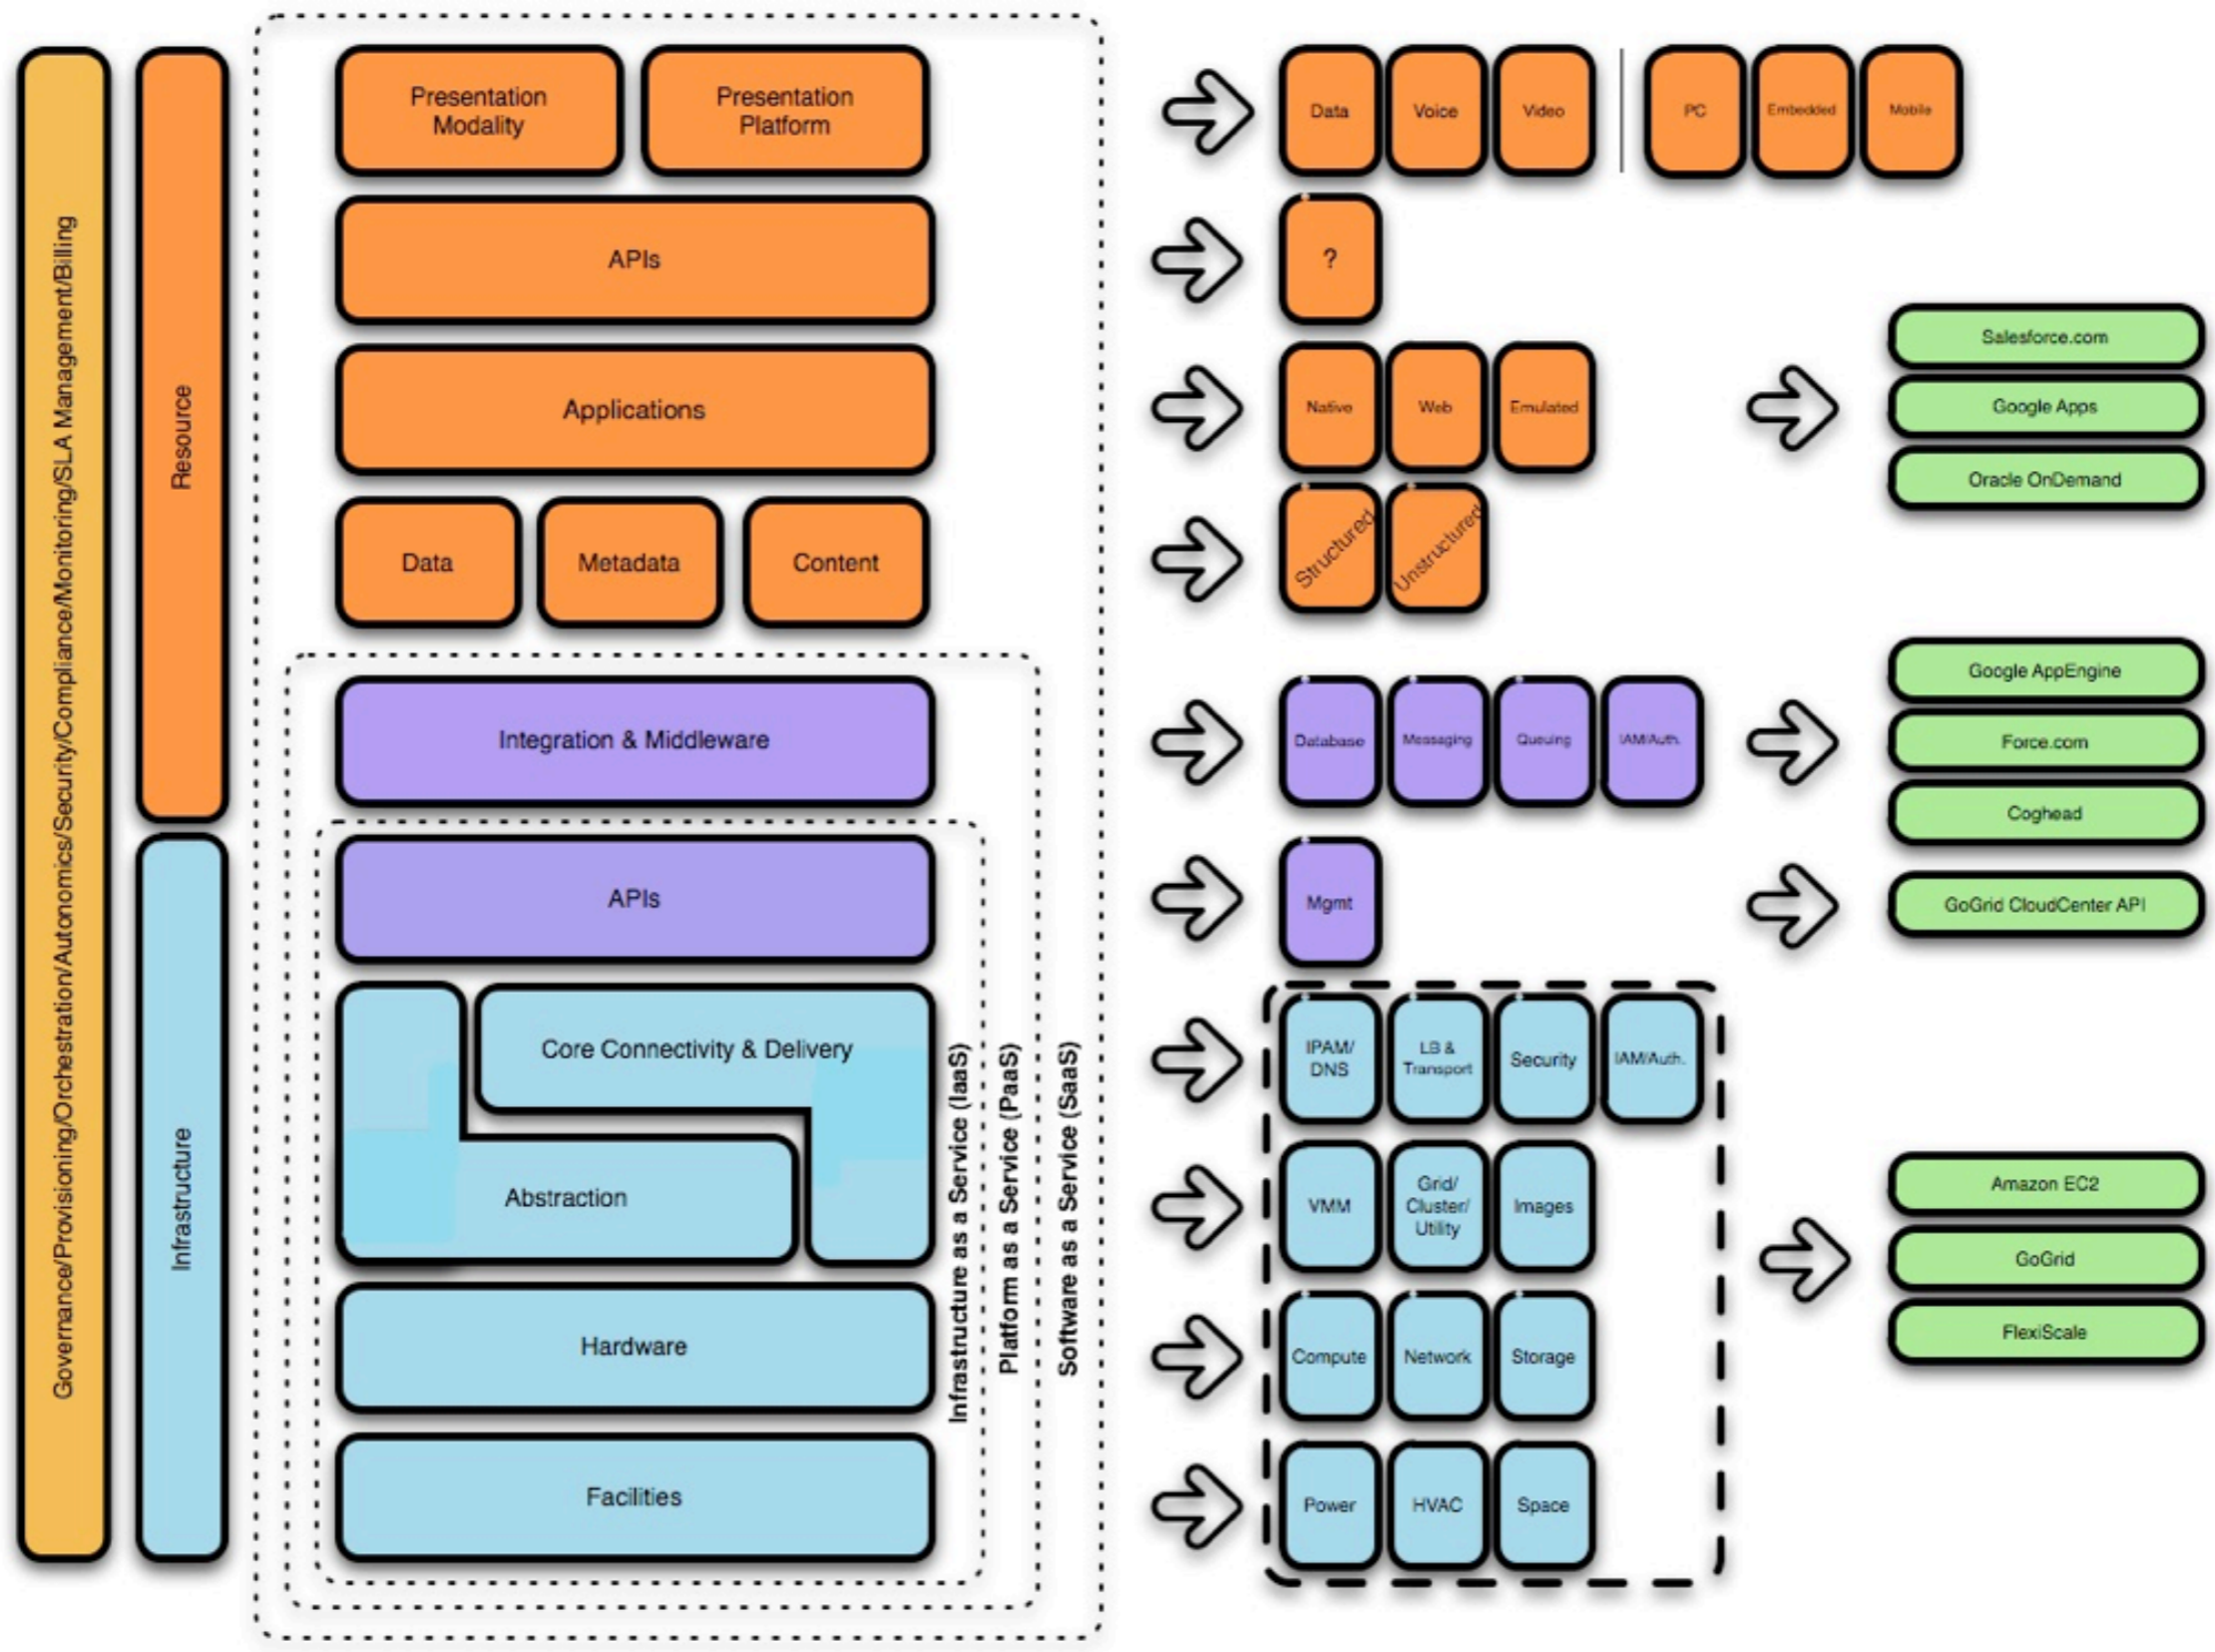 Governance/Provisioning/Orchestration/Autonomics/Security/Compliance/Monitoring/SLA Management/Billing
Resource
Infrastructure
Presentation
Modality
Presentation
Platform
APIs
Applications
Data
Metadata
Content
Integration & Middleware
APIs
Core Connectivity & Delivery
Abstraction
Hardware
Facilities
Infrastructure as a Service (IaaS)
Platform as a Service (PaaS)
Software as a Service (SaaS)
Data
Voice
Video
PC
Embedded
Mobile
?
Native
Web
Emulated
Structured
Unstructured
Database
Messaging
Queuing
IAM/Auth.
Mgmt
IPAM/
DNS
LB &
Transport
Security
IAM/Auth.
VMM
Grid/
Cluster/
Utility
Images
Compute
Network
Storage
Power
HVAC
Space
Salesforce.com
Google Apps
Oracle OnDemand
Google AppEngine
Force.com
Coghead
GoGrid CloudCenter API
Amazon EC2
GoGrid
FlexiScale